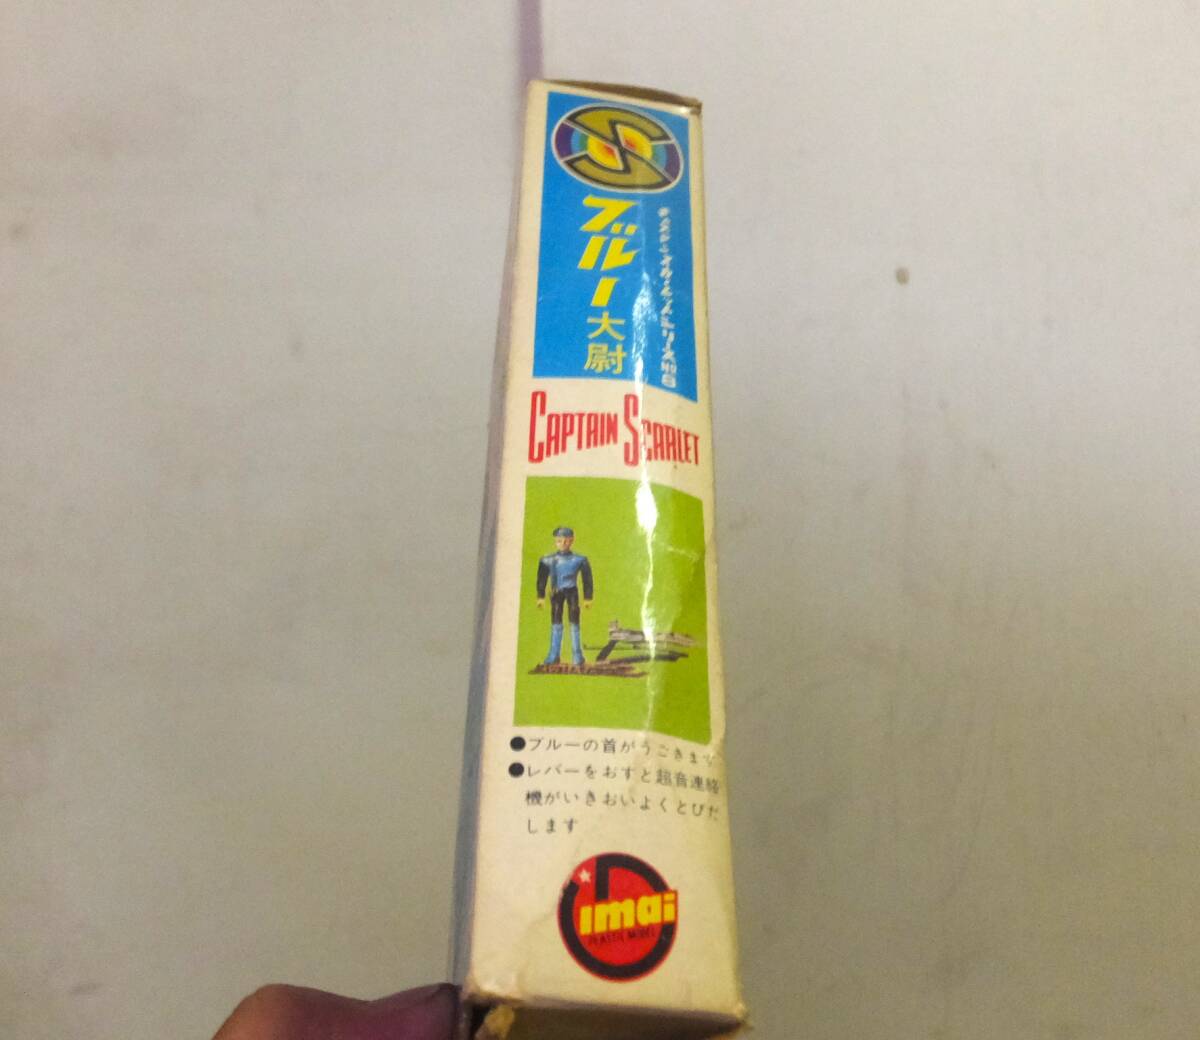 ブルー大尉
CAPTAIN SCARLET
●ブルーの首がうごきます
●レバーをおすと超音連絡
機がいきおいよくとびだ
します
imai
PLASTIC MODEL